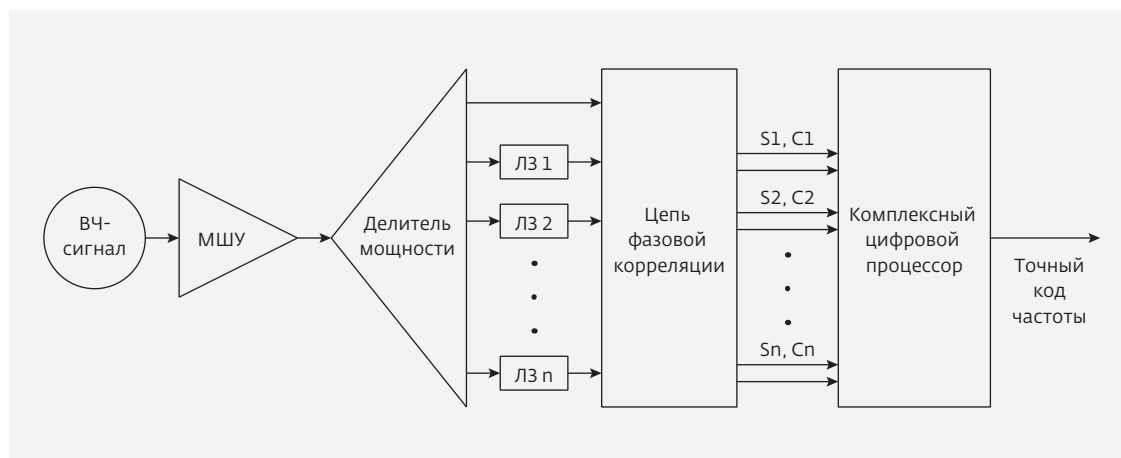 ВЧ-
сигнал
МШУ
Делитель
мощности
ЛЗ 1
ЛЗ 2
ЛЗ n
Цепь
фазовой
корреляции
S1, C1
S2, C2
Sn, Cn
Комплексный
цифровой
процессор
Точный
код
частоты